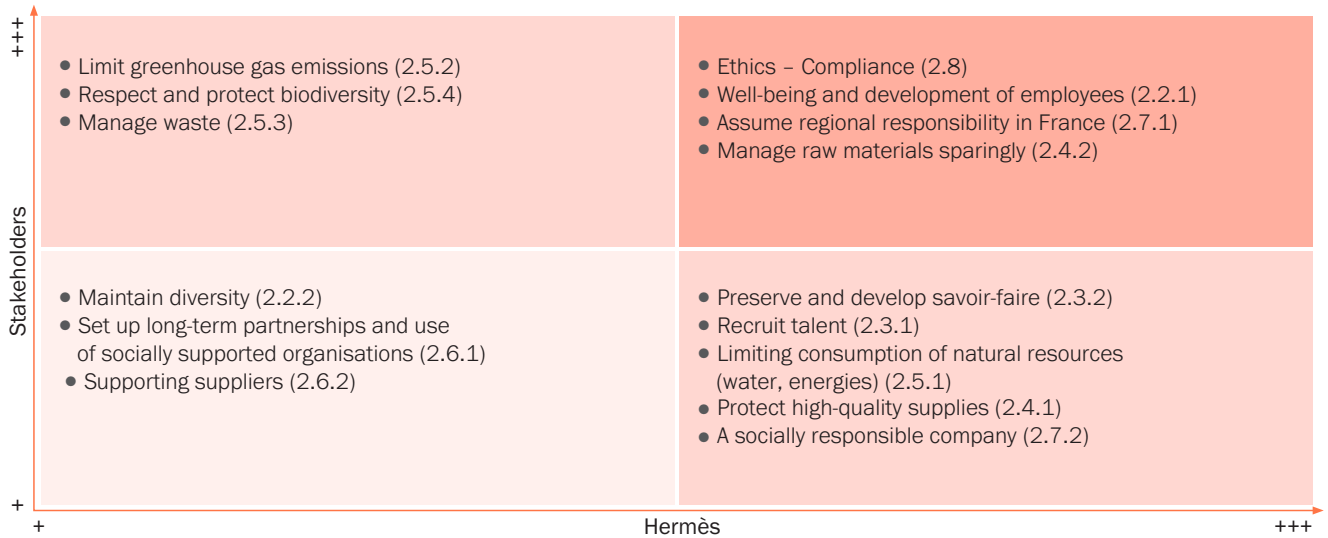 +++
Stakeholders
+
• Limit greenhouse gas emissions (2.5.2)
• Respect and protect biodiversity (2.5.4)
• Manage waste (2.5.3)
• Ethics – Compliance (2.8)
• Well-being and development of employees (2.2.1)
• Assume regional responsibility in France (2.7.1)
• Manage raw materials sparingly (2.4.2)
• Maintain diversity (2.2.2)
• Set up long-term partnerships and use
of socially supported organisations (2.6.1)
• Supporting suppliers (2.6.2)
• Preserve and develop savoir-faire (2.3.2)
• Recruit talent (2.3.1)
• Limiting consumption of natural resources
(water, energies) (2.5.1)
• Protect high-quality supplies (2.4.1)
• A socially responsible company (2.7.2)
+
Hermès
+++